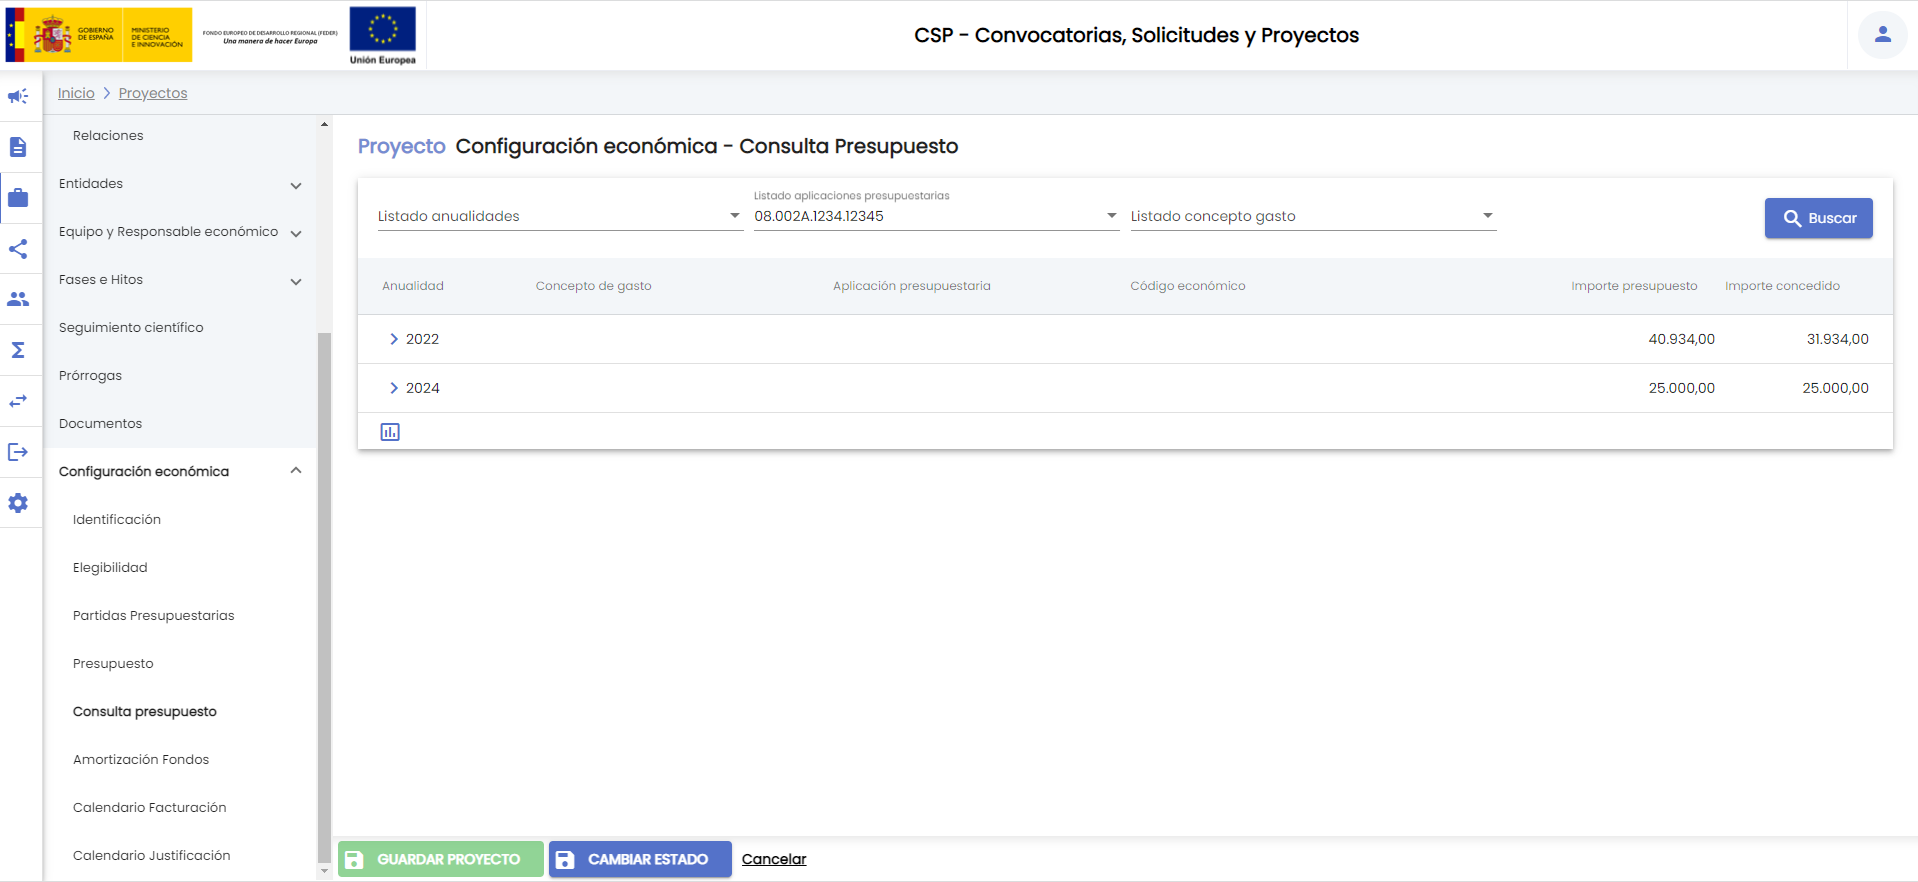 GOBIERNO
DE ESPAÑA
MINISTERIO
DE CIENCIA
E INNOVACIÓN
FONDO EUROPEO DE DESARROLLO REGIONAL (FEDER)
Una manera de hacer Europa
Unión Europea
CSP - Convocatorias, Solicitudes y Proyectos
Inicio > Proyectos
Relaciones
Entidades
Equipo y Responsable económico
Fases e Hitos
Seguimiento científico
Prórrogas
Documentos
Configuración económica
Identificación
Elegibilidad
Partidas Presupuestarias
Presupuesto
Consulta presupuesto
Amortización Fondos
Calendario Facturación
Calendario Justificación
Proyecto Configuración económica - Consulta Presupuesto
Listado anualidades
Listado aplicaciones presupuestarias
08.002A.1234.12345
Listado concepto gasto
Buscar
Anualidad Concepto de gasto Aplicación presupuestaria Código económico Importe presupuesto Importe concedido
2022 40.934,00 31.934,00
2024 25.000,00 25.000,00
GUARDAR PROYECTO CAMBIAR ESTADO Cancelar